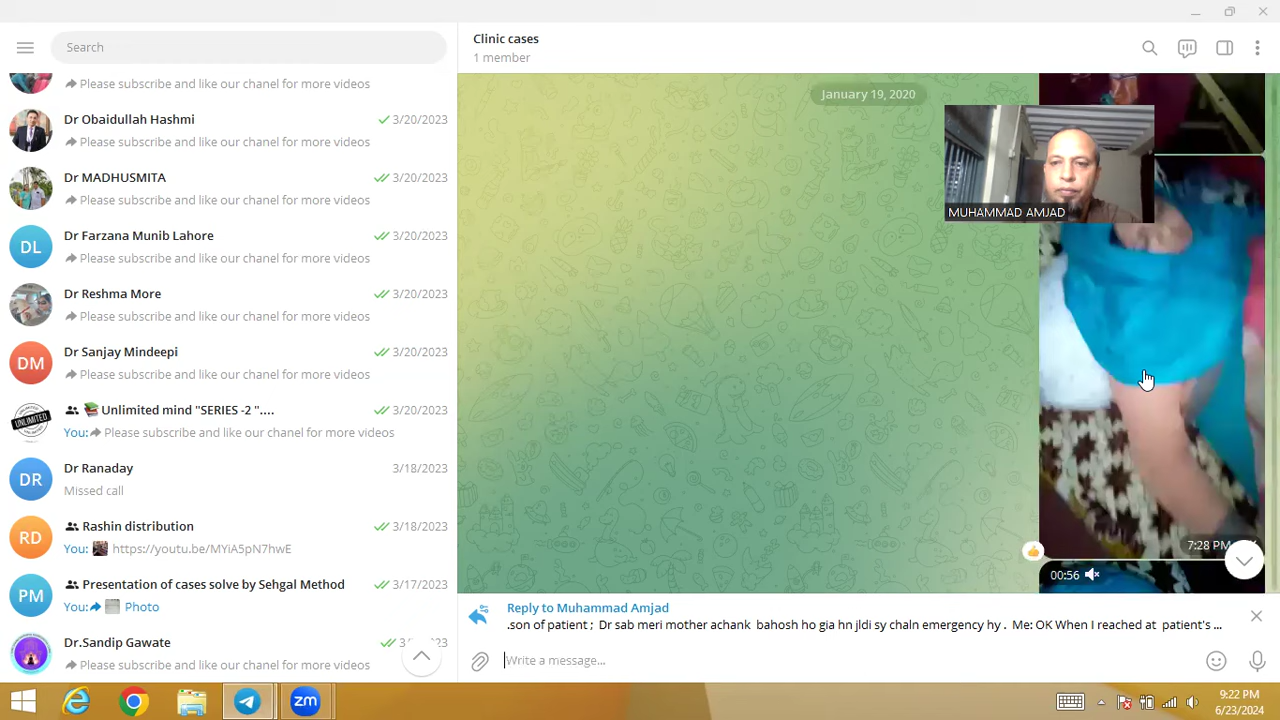 Search
Please subscribe and like our chanel for more videos
Dr Obaidullah Hashmi 3/20/2023
Please subscribe and like our chanel for more videos
Dr MADHUSMITA 3/20/2023
Please subscribe and like our chanel for more videos
DL Dr Farzana Munib Lahore 3/20/2023
Please subscribe and like our chanel for more videos
Dr Reshma More 3/20/2023
Please subscribe and like our chanel for more videos
DM Dr Sanjay Mindeepi 3/20/2023
Please subscribe and like our chanel for more videos
UNLIMITED Unlimited mind "SERIES -2 ".... 3/20/2023
You: Please subscribe and like our chanel for more videos
DR Dr Ranaday 3/18/2023
Missed call
RD Rashin distribution 3/18/2023
You: https://youtu.be/MYiA5pN7hwE
PM Presentation of cases solve by Sehgal Method 3/17/2023
You: Photo
Dr.Sandip Gawate
Please subscribe and like our chanel for more videos
Clinic cases
1 member
January 19, 2020
MUHAMMAD AMJAD
7:28 PM
00:56
Reply to Muhammad Amjad
.son of patient ; Dr sab meri mother achank bahosh ho gia hn jldi sy chaln emergency hy . Me: OK When I reached at patient's ...
Write a message...
zm
9:22 PM
6/23/2024